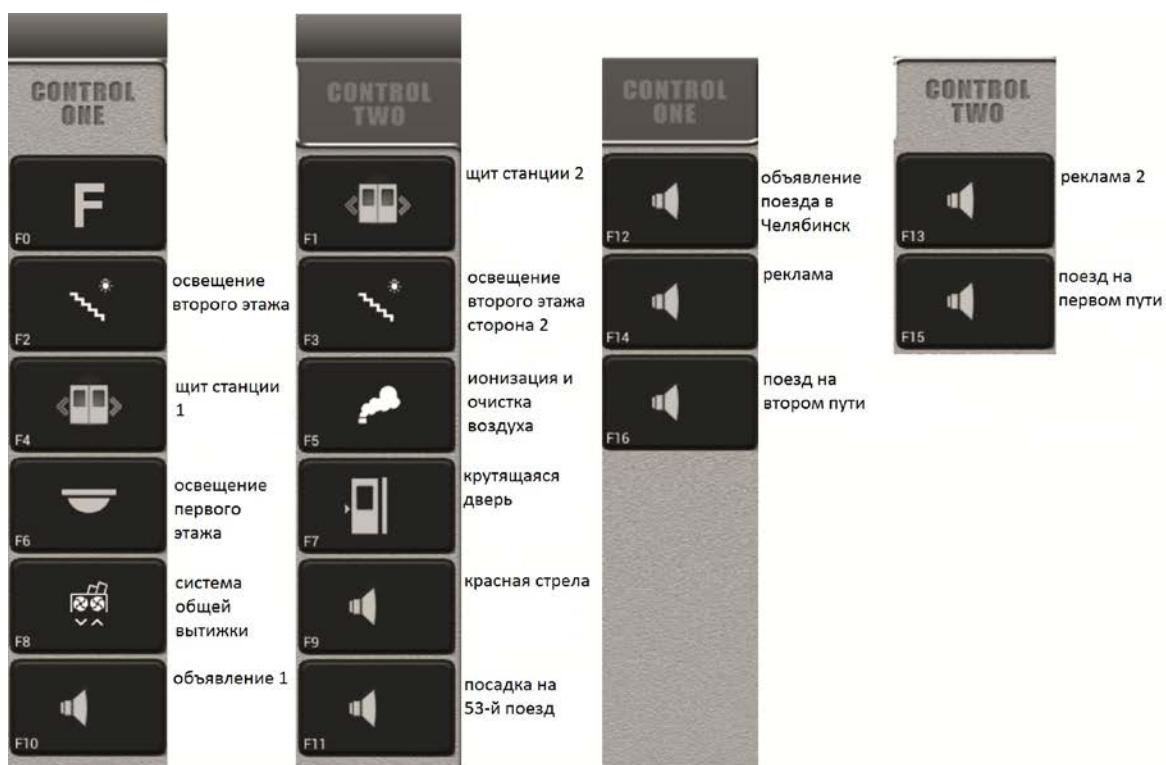 CONTROL
ONE
F
F0
F2
освещение
второго этажа
F4
щит станции
1
F6
освещение
первого
этажа
F8
система
общей
вытижки
F10
объявление 1
CONTROL
TWO
F1
щит станции 2
F3
освещение
второго этажа
сторона 2
F5
ионизация и
очистка
воздуха
F7
крутящаяся
дверь
F9
красная стрела
F11
посадка на
53-й поезд
CONTROL
ONE
F12
объявление
поезда в
Челябинск
F14
реклама
F16
поезд на
втором пути
CONTROL
TWO
F13
реклама 2
F15
поезд на
первом пути